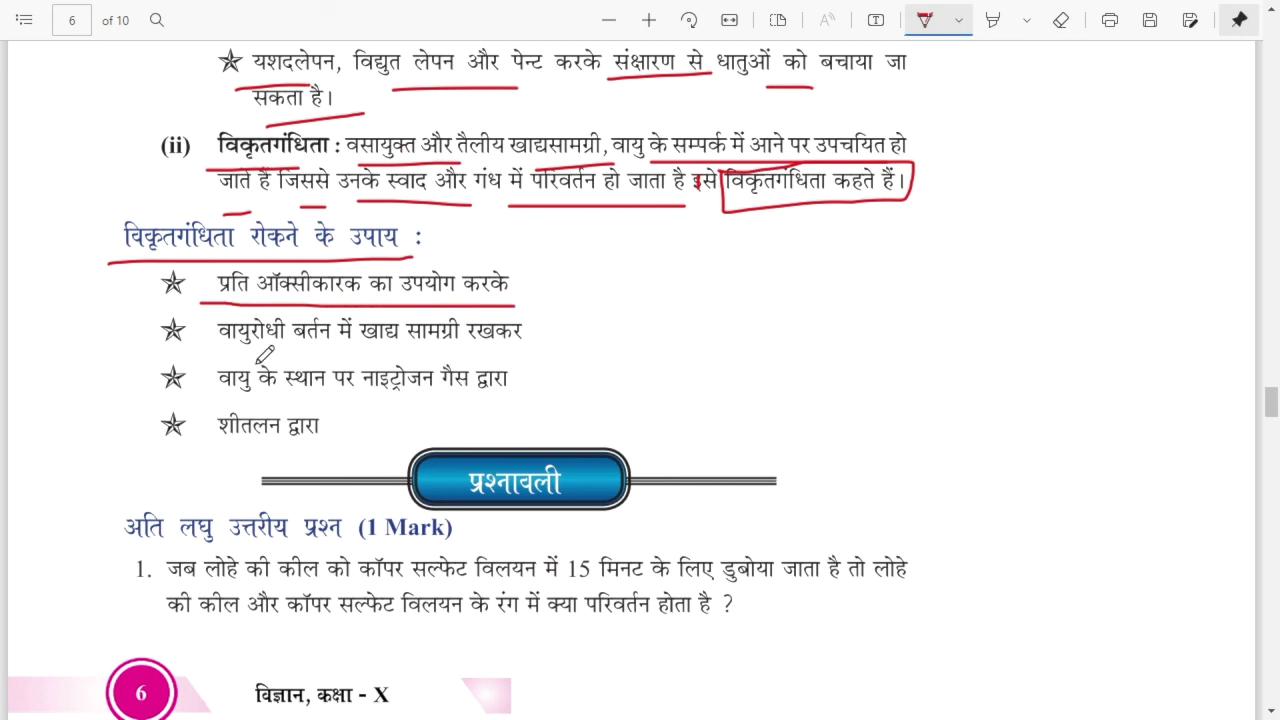 6 of 10
यशदलेपन, विद्युत लेपन और पेन्ट करके संक्षारण से धातुओं को बचाया जा
सकता है।
(ii) विकृतगंधिता : वसायुक्त और तैलीय खाद्यसामग्री, वायु के सम्पर्क में आने पर उपचयित हो
जाते हैं जिससे उनके स्वाद और गंध में परिवर्तन हो जाता है इसे विकृतगंधिता कहते हैं।
विकृतगंधिता रोकने के उपाय :
प्रति ऑक्सीकारक का उपयोग करके
वायुरोधी बर्तन में खाद्य सामग्री रखकर
वायु के स्थान पर नाइट्रोजन गैस द्वारा
शीतलन द्वारा
प्रश्नावली
अति लघु उत्तरीय प्रश्न (1 Mark)
1. जब लोहे की कील को कॉपर सल्फेट विलयन में 15 मिनट के लिए डुबोया जाता है तो लोहे
की कील और कॉपर सल्फेट विलयन के रंग में क्या परिवर्तन होता है ?
6 विज्ञान, कक्षा - X